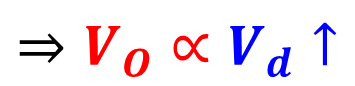 ⇒ V_O ∝ V_d ↑